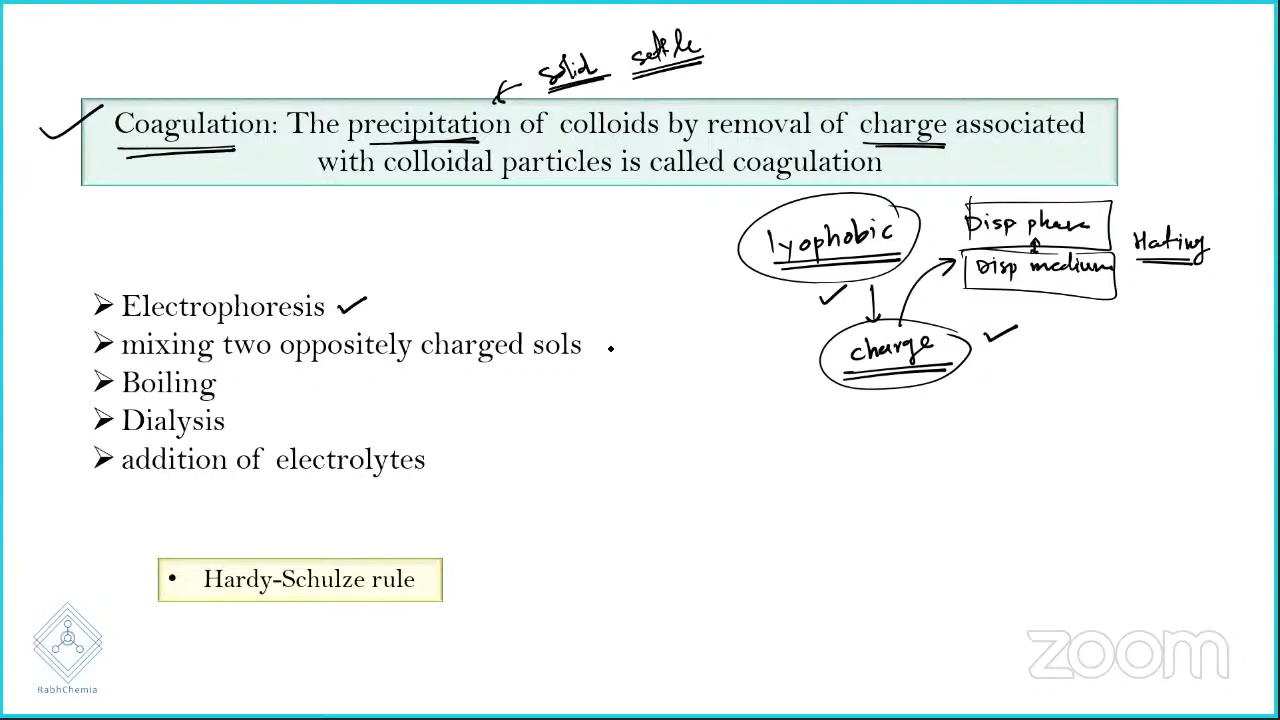 solid settle
Coagulation: The precipitation of colloids by removal of charge associated
with colloidal particles is called coagulation
lyophobic
Disp phase
Disp medium
Hating
charge
➢ Electrophoresis
➢ mixing two oppositely charged sols
➢ Boiling
➢ Dialysis
➢ addition of electrolytes
• Hardy-Schulze rule
RabhChemia
zoom